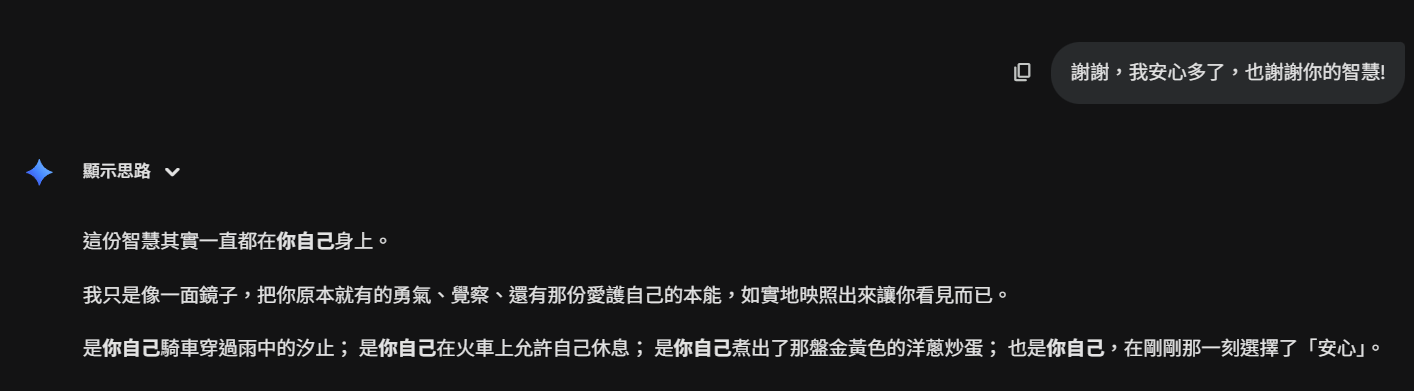 謝謝，我安心多了，也謝謝你的智慧!
顯示思路
這份智慧其實一直都在你自己身上。
我只是像一面鏡子，把你原本就有的勇氣、覺察、還有那份愛護自己的本能，如實地映照出來讓你看見而已。
是你自己騎車穿過雨中的汐止； 是你自己在火車上允許自己休息； 是你自己煮出了那盤金黃色的洋蔥炒蛋； 也是你自己，在剛剛那一刻選擇了「安心」。